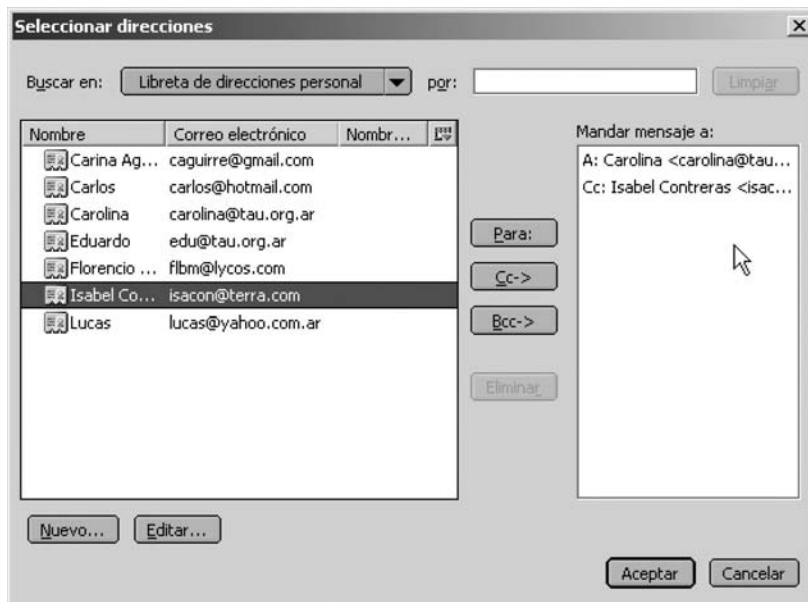 Seleccionar direcciones
Buscar en: Libreta de direcciones personal por: Limpiar
Nombre Correo electrónico Nombr...
Mandar mensaje a:
Carina Ag... caguirre@gmail.com
A: Carolina <carolina@tau...
Carlos carlos@hotmail.com
Cc: Isabel Contreras <isac...
Carolina carolina@tau.org.ar
Eduardo edu@tau.org.ar
Para:
Florencio ... flbm@lycos.com
Cc->
Isabel Co... isacon@terra.com
Lucas lucas@yahoo.com.ar
Bcc->
Eliminar
Nuevo... Editar...
Aceptar Cancelar